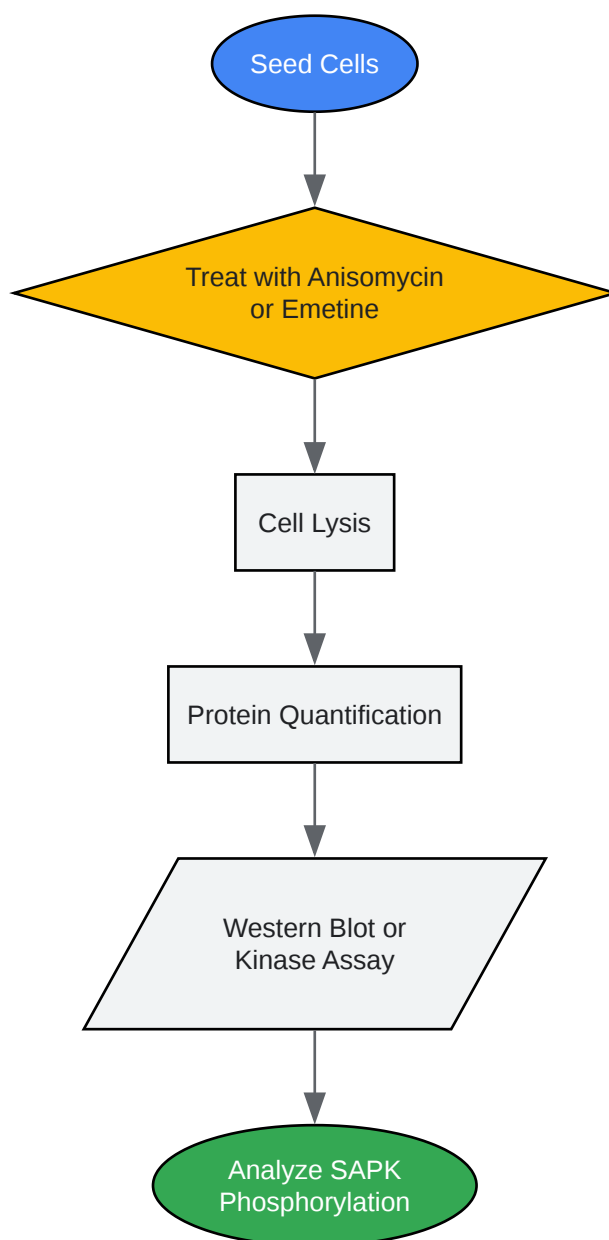 Seed Cells
Treat with Anisomycin
or Emetine
Cell Lysis
Protein Quantification
Western Blot or
Kinase Assay
Analyze SAPK
Phosphorylation